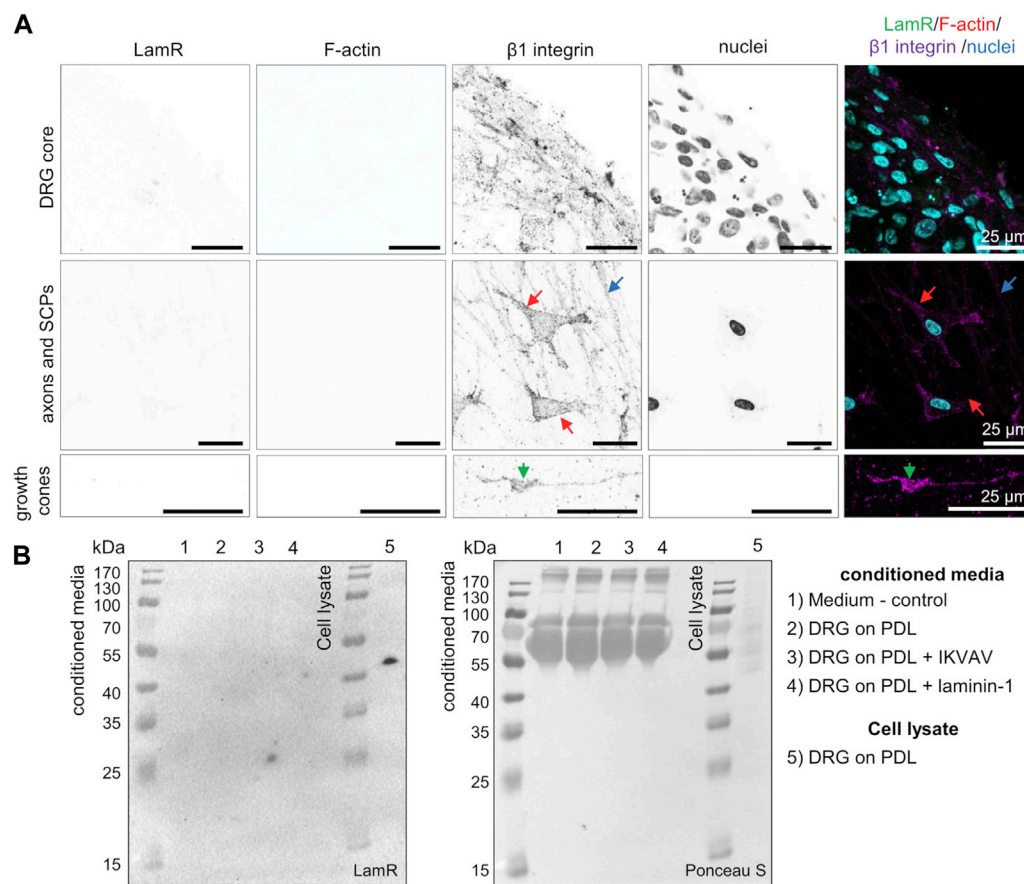 A
LamR
F-actin
β1 integrin
nuclei
LamR/F-actin/
β1 integrin /nuclei
DRG core
25 µm
axons and SCPs
25 µm
growth
cones
25 µm
B
kDa
1 2 3 4
5
conditioned media
Cell lysate
170
130
100
70
55
40
35
25
15
LamR
kDa
1 2 3 4
5
conditioned media
Cell lysate
170
130
100
70
55
40
35
25
15
Ponceau S
conditioned media
1) Medium - control
2) DRG on PDL
3) DRG on PDL + IKVAV
4) DRG on PDL + laminin-1
Cell lysate
5) DRG on PDL